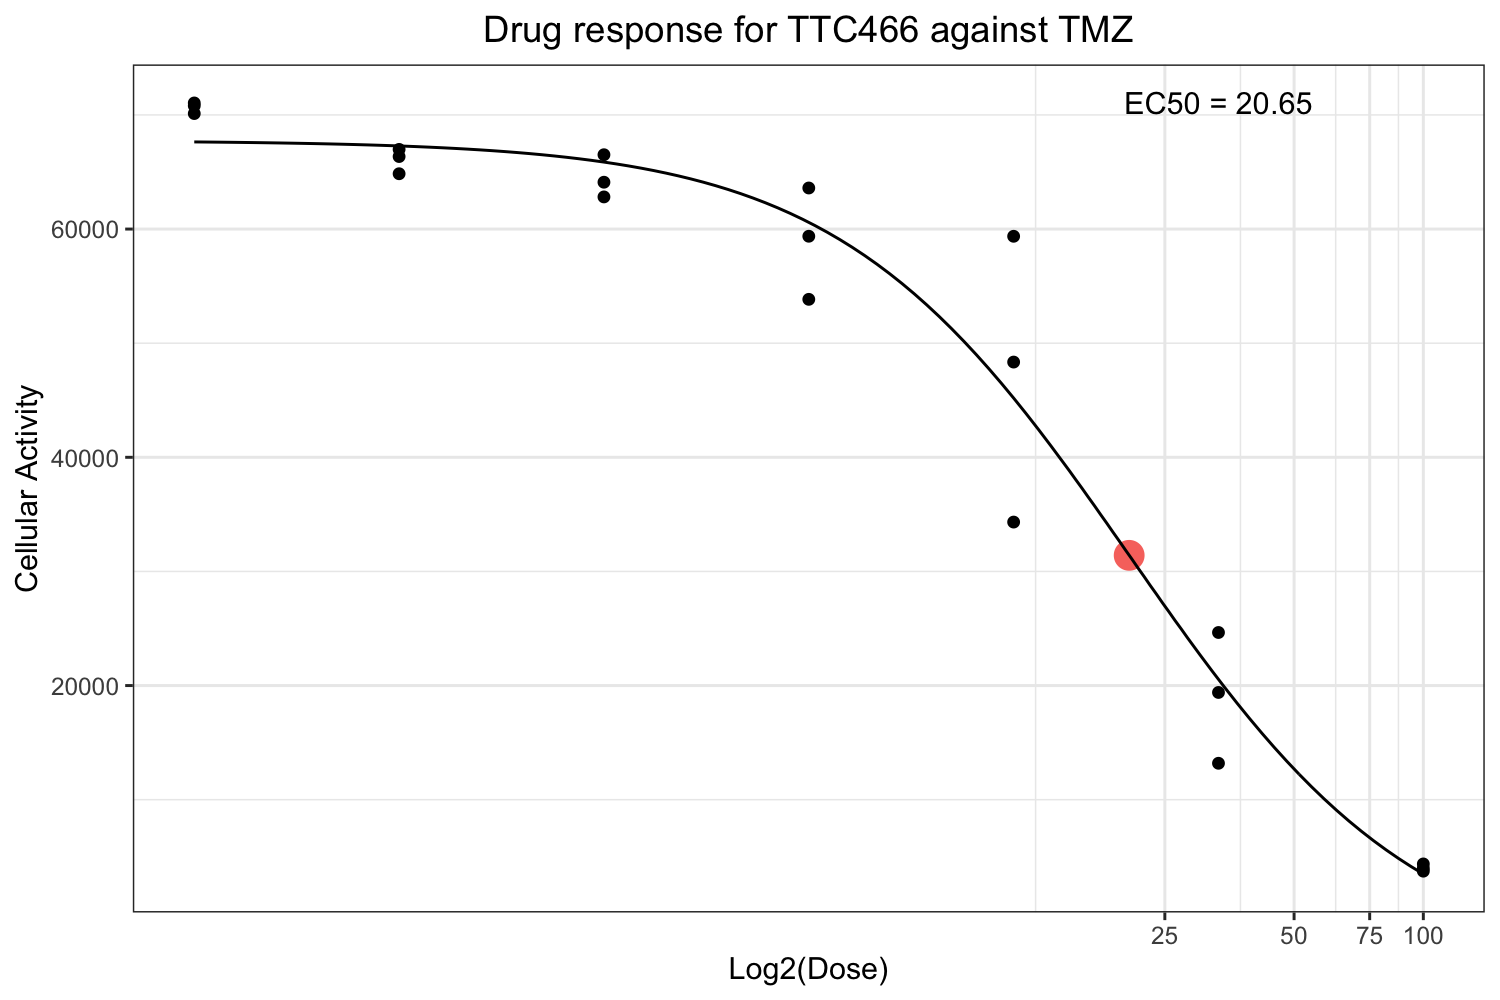 Drug response for TTC466 against TMZ
EC50 = 20.65
Cellular Activity
60000
40000
20000
25 50 75 100
Log2(Dose)